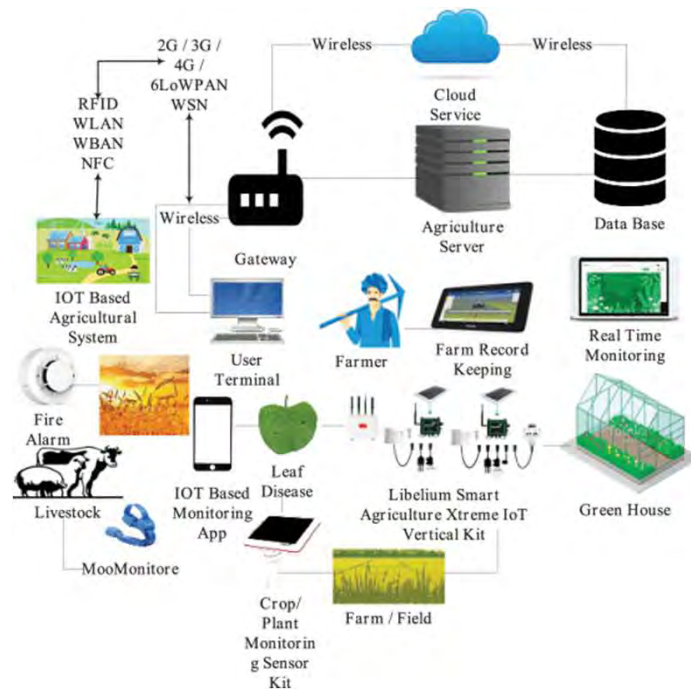 2G / 3G /
4G /
6LoWPAN
WSN
Wireless
Wireless
Cloud
Service
RFID
WLAN
WBAN
NFC
Wireless
Gateway
Agriculture
Server
Data Base
IOT Based
Agricultural
System
User
Terminal
Farmer
Farm Record
Keeping
Real Time
Monitoring
Fire
Alarm
Livestock
MooMonitore
IOT Based
Monitoring
App
Leaf
Disease
Libelium Smart
Agriculture Xtreme IoT
Vertical Kit
Green House
Crop/
Plant
Monitorin
g Sensor
Kit
Farm / Field